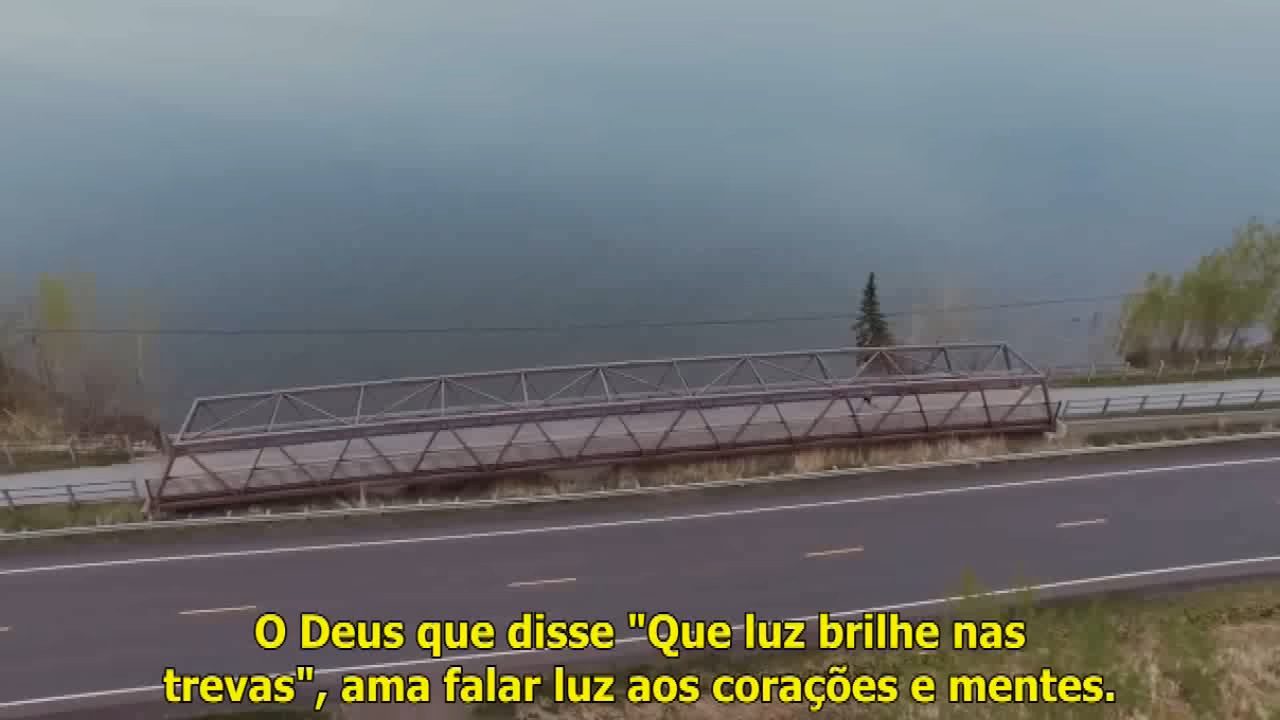 O Deus que disse "Que luz brilhe nas
trevas", ama falar luz aos corações e mentes.